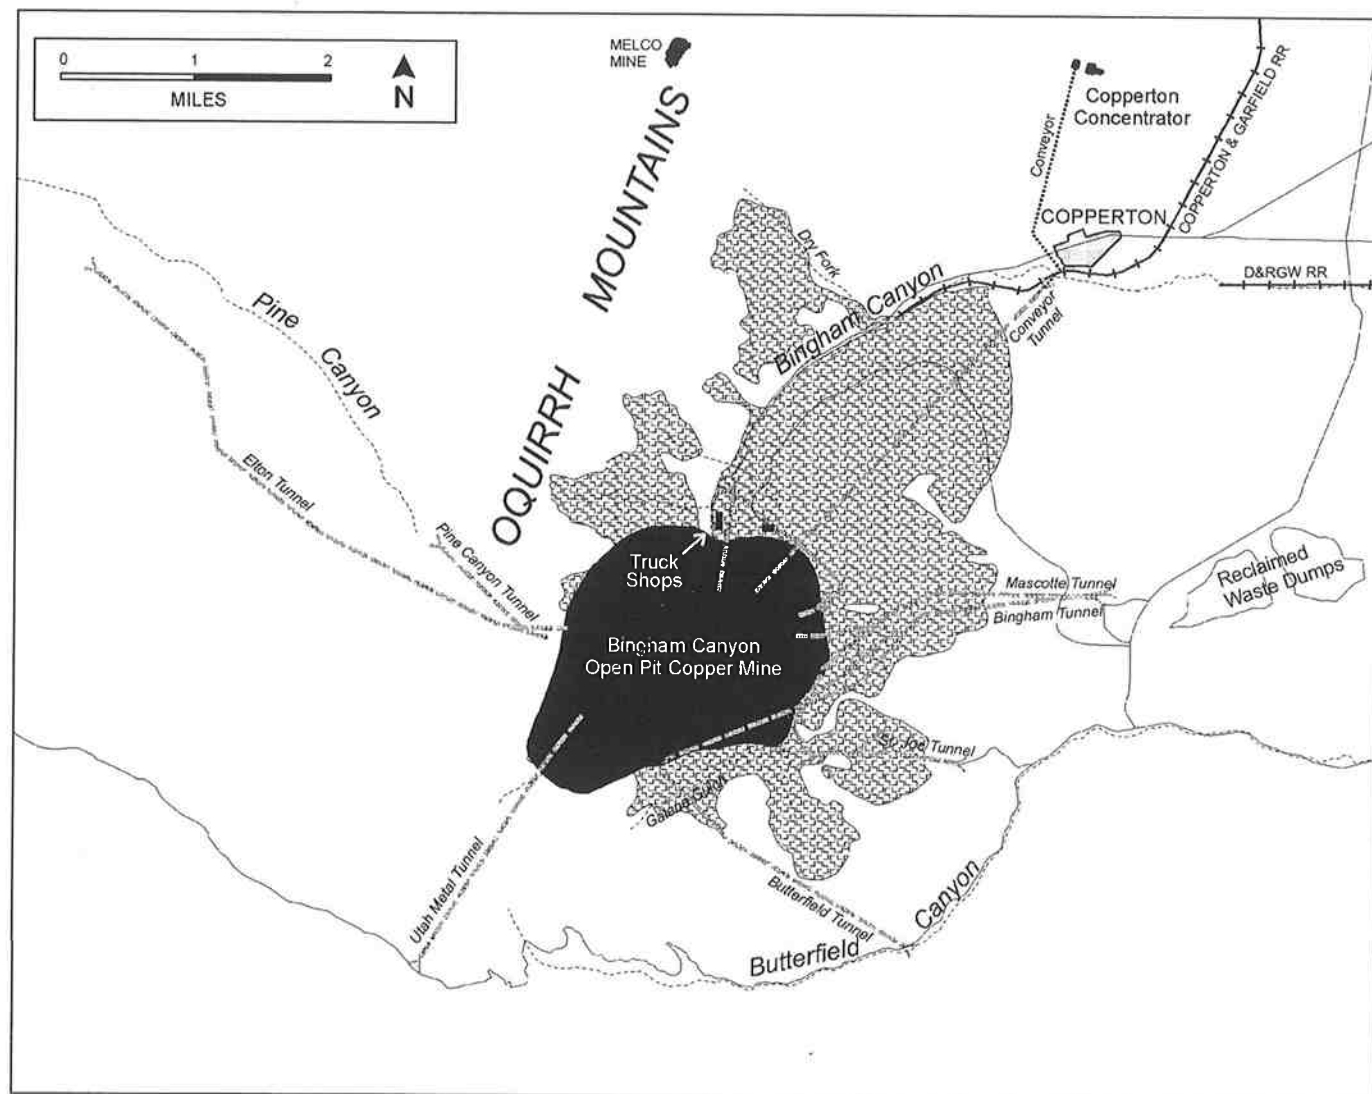 0 1 2
MILES
N
MELCO
MINE
OQUIRRH MOUNTAINS
Conveyor
Copperton
Concentrator
COPPERTON & GARFIELD RR
COPPERTON
D&RGW RR
Dry Fork
Bingham Canyon
Conveyor
Tunnel
Pine
Canyon
Elton Tunnel
Pine Canyon Tunnel
Truck
Shops
Bingham Canyon
Open Pit Copper Mine
Mascotte Tunnel
Bingham Tunnel
Reclaimed
Waste Dumps
St. Joe Tunnel
Galena Gulch
Utah Metal Tunnel
Butterfield Tunnel
Butterfield Canyon